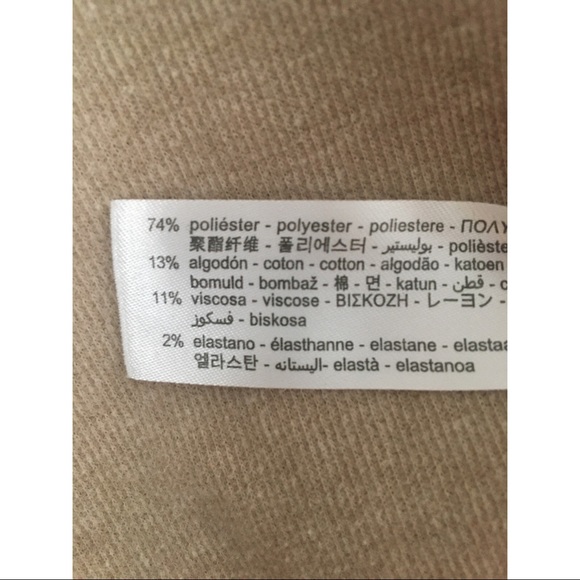 74% poliéster - polyester - poliestere - ΠΟΛΥ
聚酯纤维 - 폴리에스터 - بوليستير - polièste
13% algodón - coton - cotton - algodão - katoen
bomuld - bombaž - 棉 - 면 - katun - قطن - c
11% viscosa - viscose - ΒΙΣΚΟΖΗ - レーヨン -
فسكوز - biskosa
2% elastano - élasthanne - elastane - elastaa
엘라스탄 - اليستانه- elastà - elastanoa